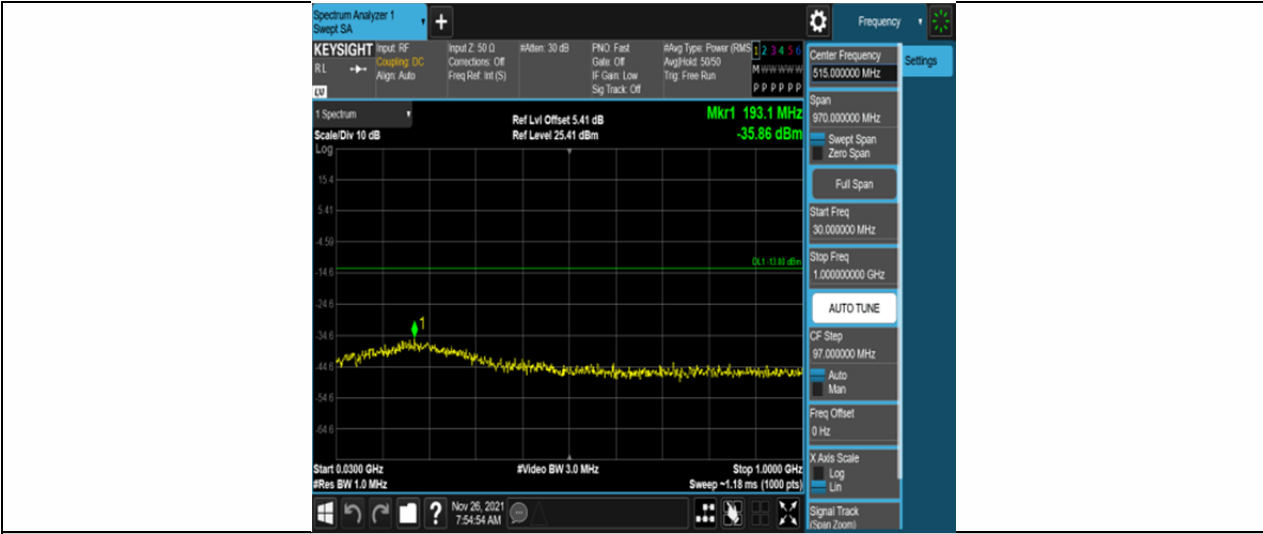 Spectrum Analyzer 1
Swept SA
Frequency
KEYSIGHT
RL
LV
Input: RF
Coupling: DC
Align: Auto
Input Z: 50 Ω
Corrections: Off
Freq Ref: Int (S)
#Atten: 30 dB
PNO: Fast
Gate: Off
IF Gain: Low
Sig Track: Off
#Avg Type: Power (RMS
Avg|Hold: 50/50
Trig: Free Run
1 2 3 4 5 6
M W W W W W
P P P P P P
1 Spectrum
Scale/Div 10 dB
Log
Ref Lvl Offset 5.41 dB
Ref Level 25.41 dBm
Mkr1 193.1 MHz
-35.86 dBm
15.4
5.41
-4.59
-14.6
-24.6
-34.6
-44.6
-54.6
-64.6
DL1 -13.00 dBm
1
Start 0.0300 GHz
#Res BW 1.0 MHz
#Video BW 3.0 MHz
Stop 1.0000 GHz
Sweep ~1.18 ms (1000 pts)
Nov 26, 2021
7:54:54 AM
Center Frequency
515.000000 MHz
Settings
Span
970.000000 MHz
Swept Span
Zero Span
Full Span
Start Freq
30.000000 MHz
Stop Freq
1.000000000 GHz
AUTO TUNE
CF Step
97.000000 MHz
Auto
Man
Freq Offset
0 Hz
X Axis Scale
Log
Lin
Signal Track
(Span Zoom)